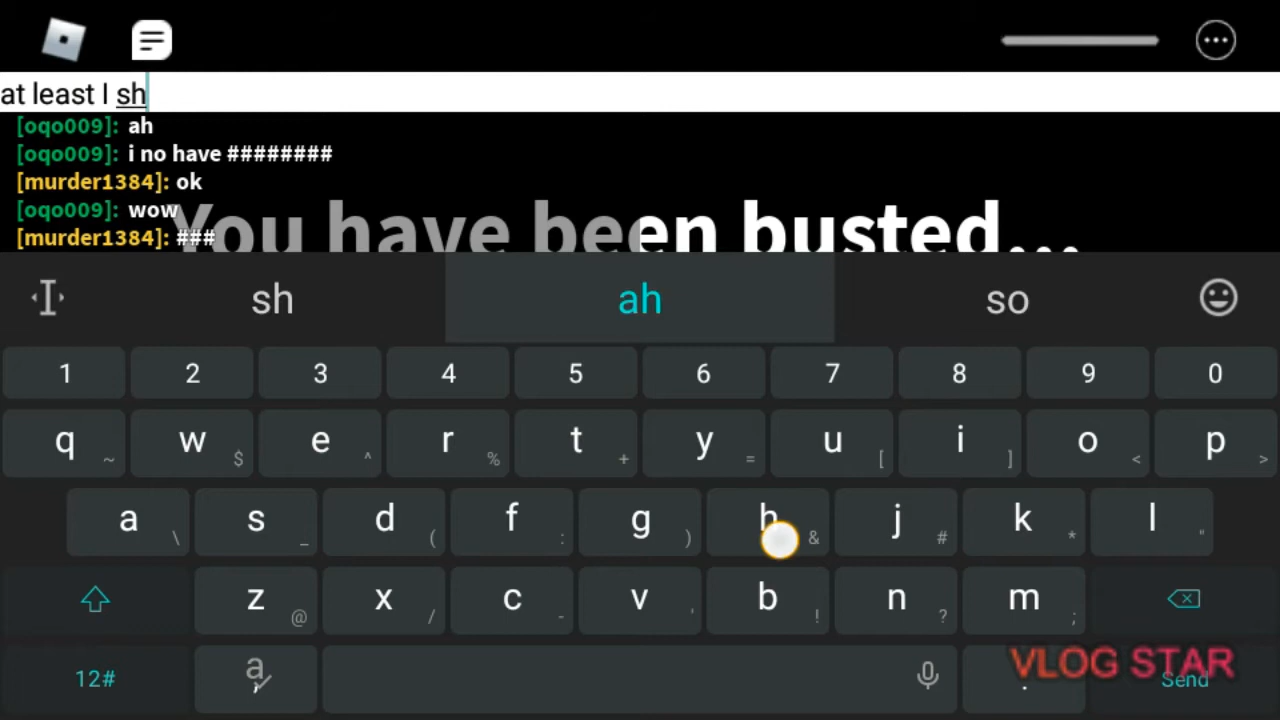 at least I sh
[oqo009]: ah
[oqo009]: i no have ########
[murder1384]: ok
[oqo009]: wow
[murder1384]: ###
You have been busted...
sh ah so
1 2 3 4 5 6 7 8 9 0
q ~ w $ e ^ r % t + y = u [ i ] o < p >
a \ s _ d ( f : g ) h & j # k * l "
z @ x / c - v ' b ! n ? m ;
12# a , . Send
VLOG STAR